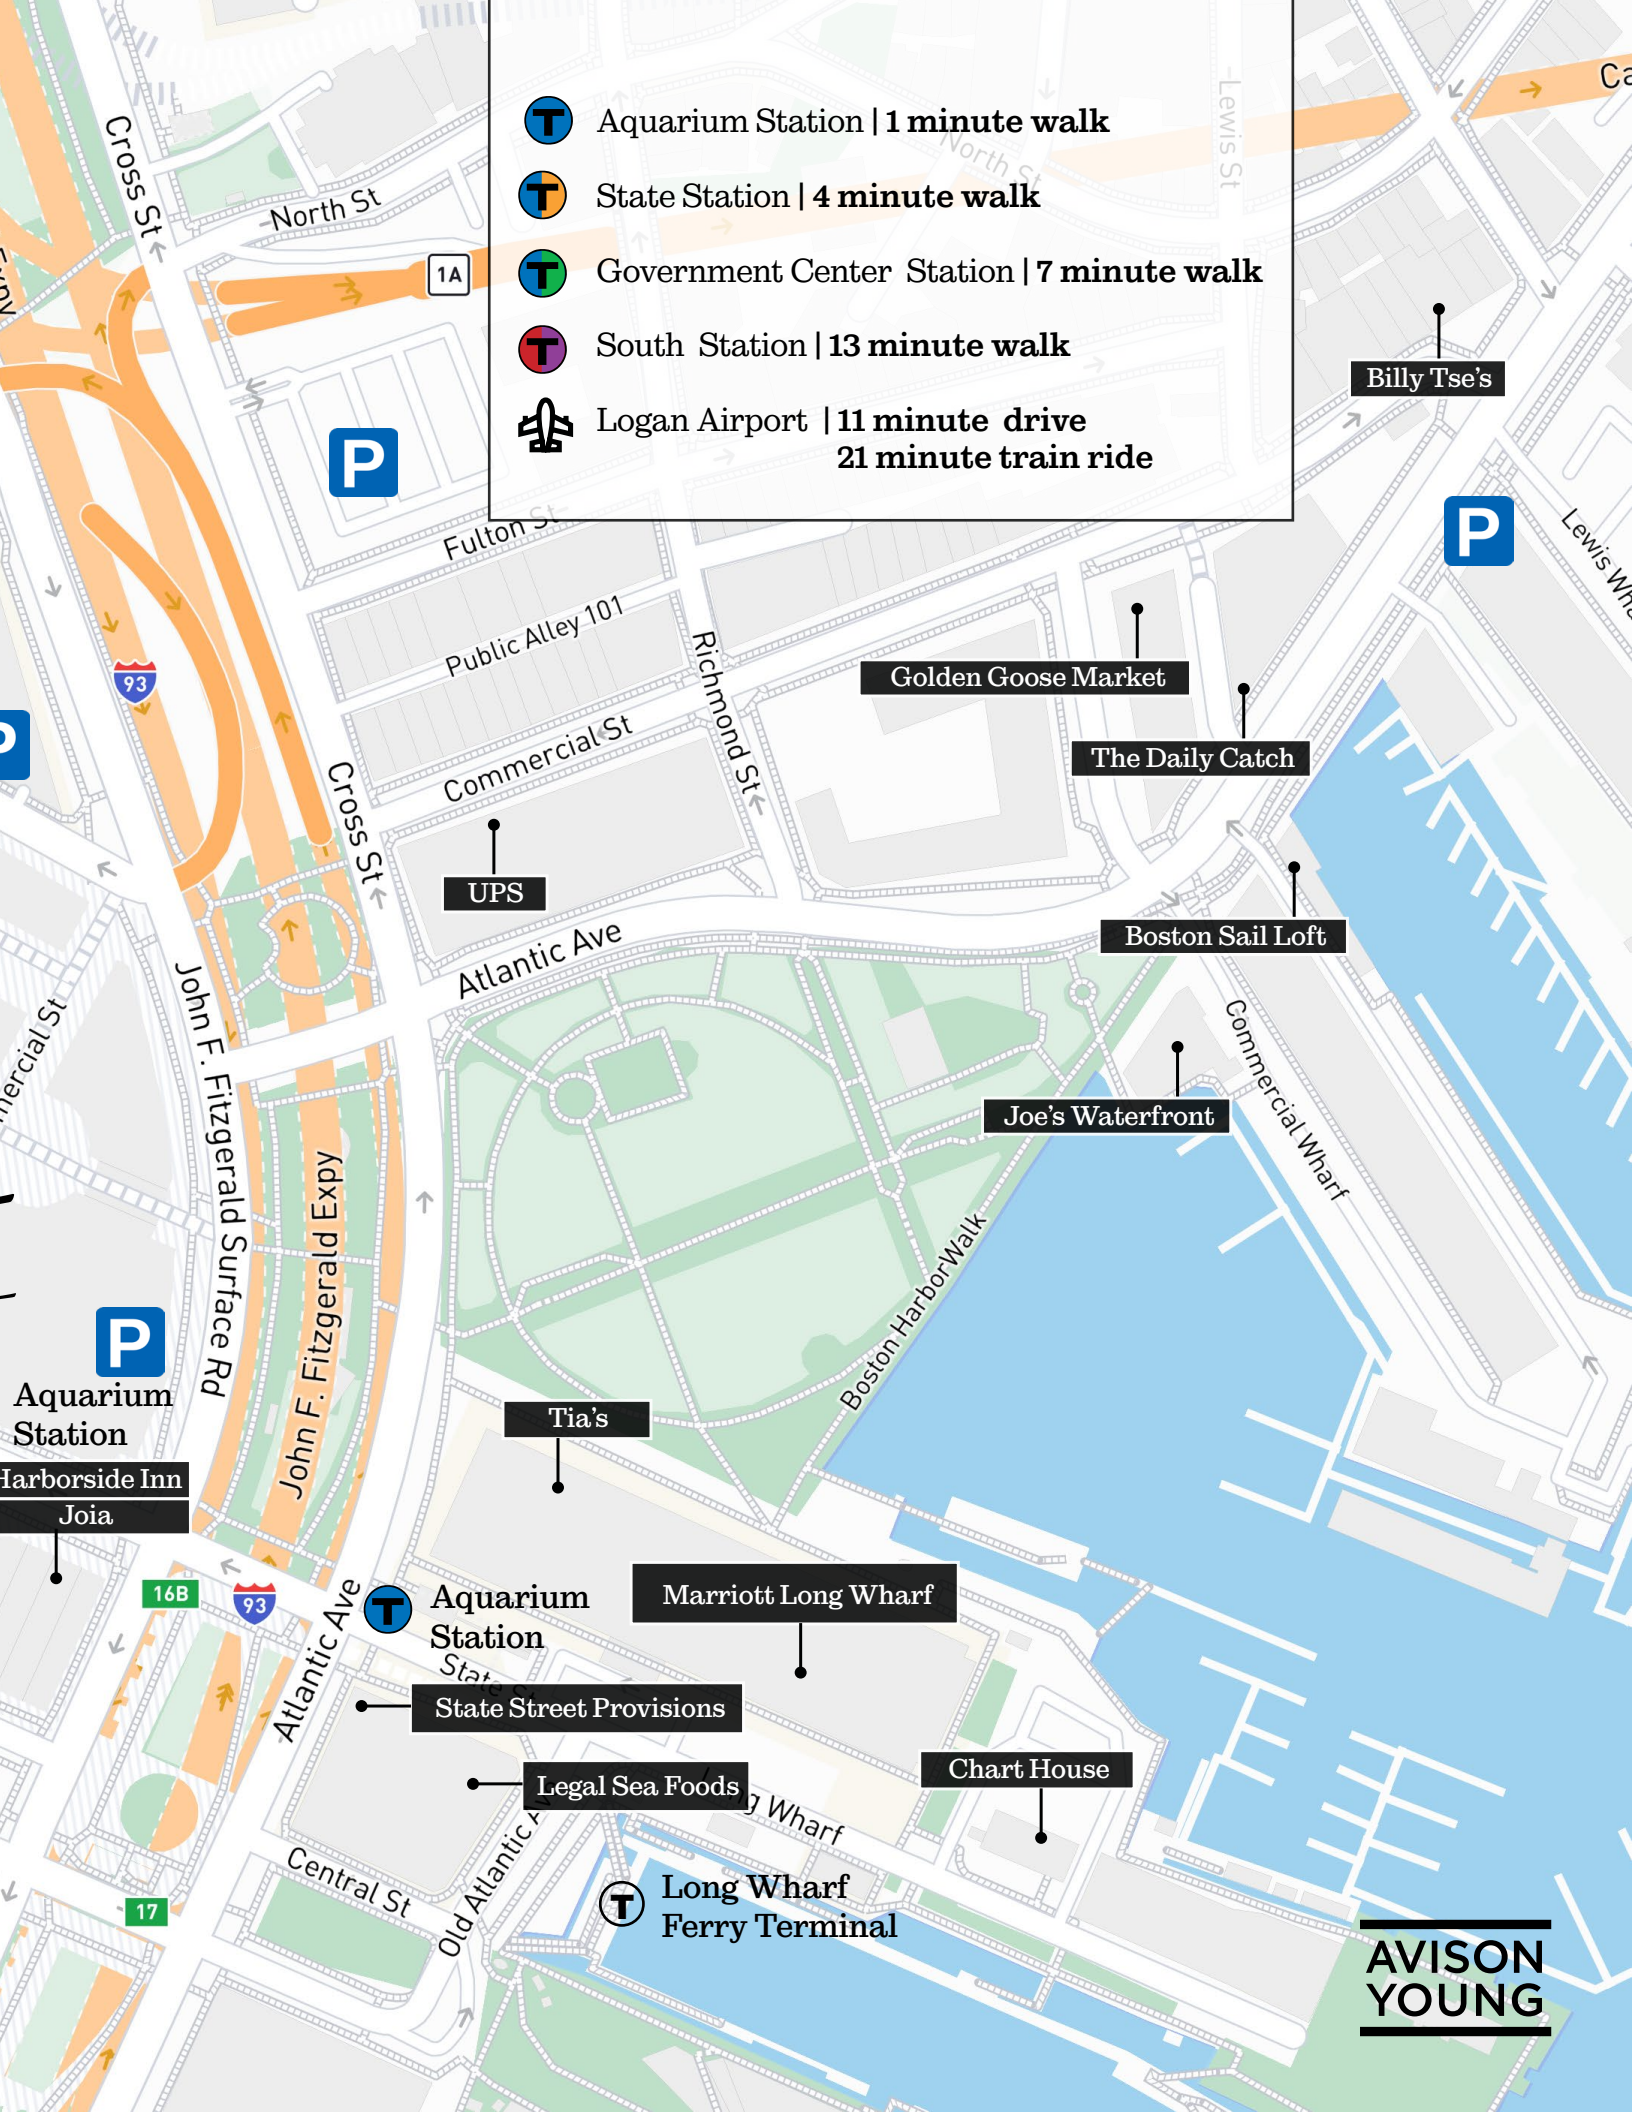 Aquarium Station | 1 minute walk
State Station | 4 minute walk
Government Center Station | 7 minute walk
South Station | 13 minute walk
Logan Airport | 11 minute drive
21 minute train ride
T
T
T
T
Lewis St
North St
Cross St
North St
1A
Billy Tse's
P
P
Fulton St
Public Alley 101
Richmond St
93
Golden Goose Market
The Daily Catch
Commercial St
Cross St
UPS
Atlantic Ave
Boston Sail Loft
Commercial Wharf
John F. Fitzgerald Surface Rd
John F. Fitzgerald Expy
Joe's Waterfront
Boston HarborWalk
P
Aquarium
Station
Harborside Inn
Joia
Tia's
16B
93
Atlantic Ave
T
Aquarium
Station
Marriott Long Wharf
State St
State Street Provisions
Legal Sea Foods
Chart House
Long Wharf
Central St
Old Atlantic Av
17
T
Long Wharf
Ferry Terminal
AVISON
YOUNG